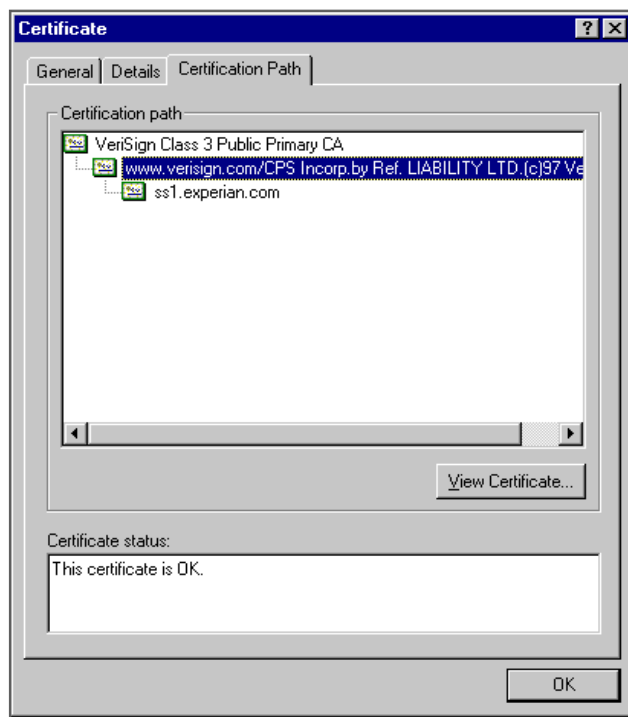 Certificate
General Details Certification Path
Certification path
VeriSign Class 3 Public Primary CA
www.verisign.com/CPS Incorp.by Ref. LIABILITY LTD.(c)97 Ve
ss1.experian.com
View Certificate...
Certificate status:
This certificate is OK.
OK